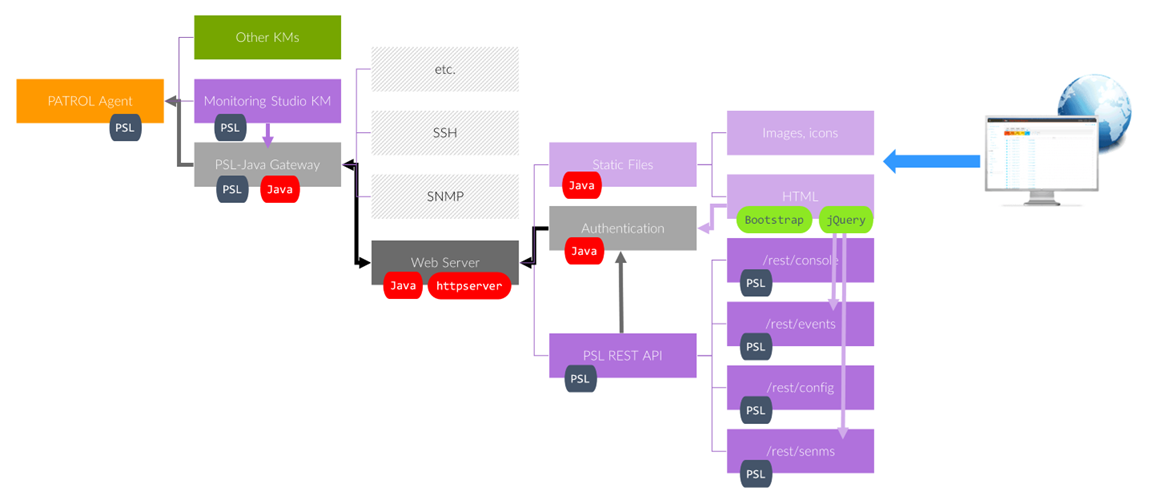 Other KMs
PATROL Agent
PSL
Monitoring Studio KM
PSL
PSL-Java Gateway
PSL
Java
etc.
SSH
SNMP
Web Server
Java
httpserver
Static Files
Java
Authentication
Java
PSL REST API
PSL
Images, icons
HTML
Bootstrap
jQuery
/rest/console
PSL
/rest/events
PSL
/rest/config
PSL
/rest/senms
PSL